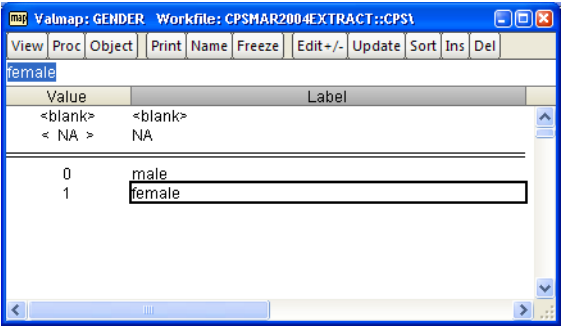 map Valmap: GENDER Workfile: CPSMAR2004EXTRACT::CPS\
View Proc Object Print Name Freeze Edit+/- Update Sort Ins Del
female
Value Label
<blank> <blank>
< NA > NA
0 male
1 female